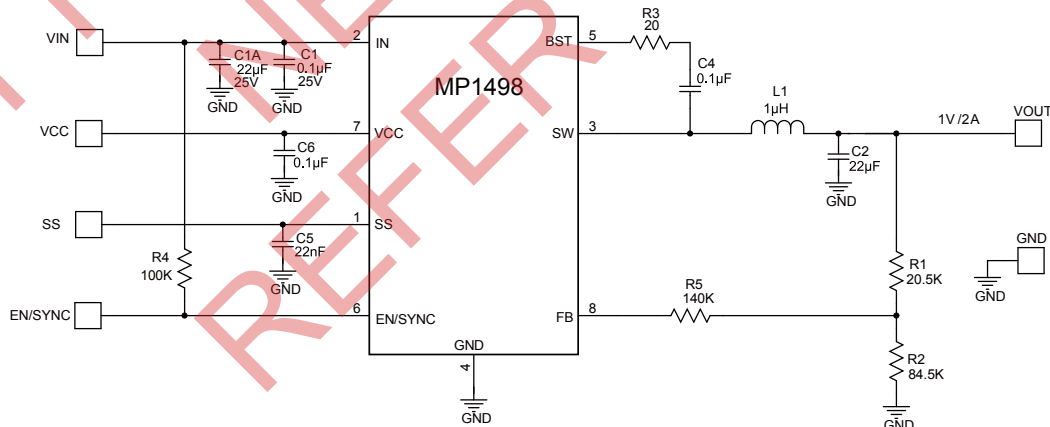 VIN
2
IN
C1A
22µF
25V
GND
C1
0.1µF
25V
GND
BST
5
R3
20
C4
0.1µF
MP1498
VCC
7
VCC
C6
0.1µF
GND
SW
3
L1
1µH
1V /2A
VOUT
C2
22µF
GND
SS
1
SS
C5
22nF
GND
R4
100K
EN/SYNC
6
EN/SYNC
FB
8
R5
140K
R1
20.5K
GND
GND
R2
84.5K
GND
GND
4
GND
REFER